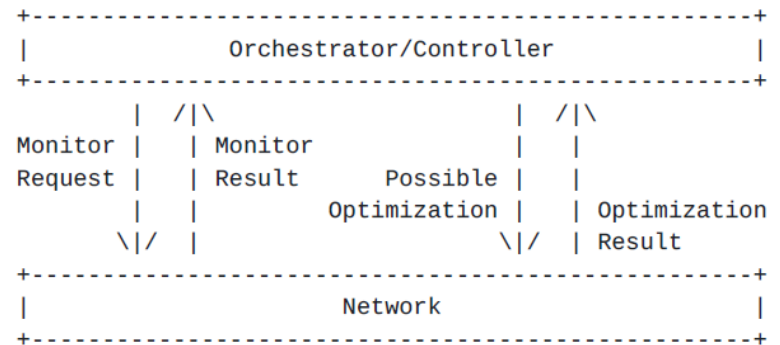 Orchestrator/Controller
Monitor Monitor
Request Result Possible
Optimization Optimization
Result
Network